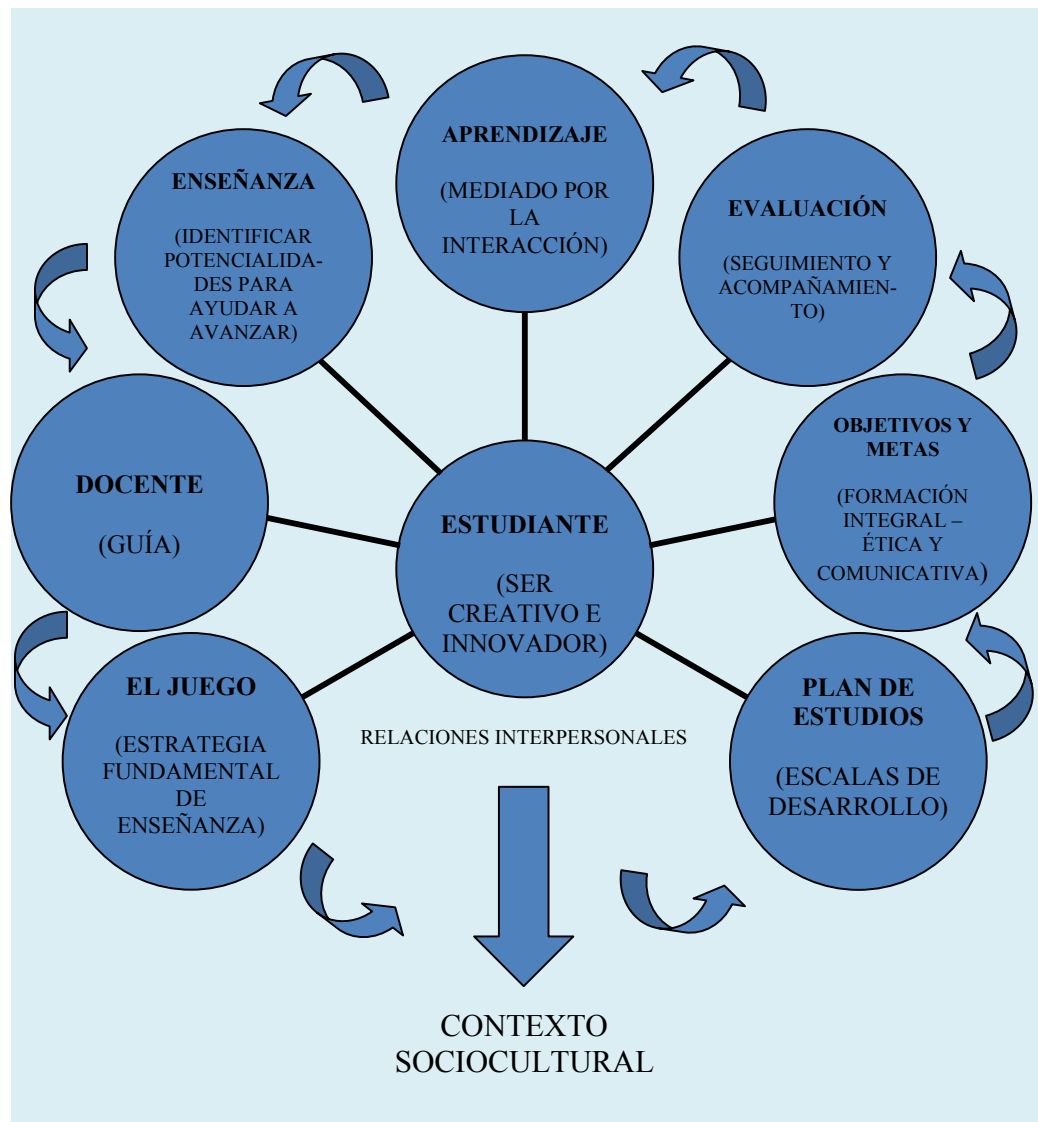 APRENDIZAJE
(MEDIADO POR
LA
INTERACCIÓN)
ENSEÑANZA
(IDENTIFICAR
POTENCIALIDA-
DES PARA
AYUDAR A
AVANZAR)
EVALUACIÓN
(SEGUIMIENTO Y
ACOMPAÑAMIEN-
TO)
DOCENTE
(GUÍA)
ESTUDIANTE
(SER
CREATIVO E
INNOVADOR)
OBJETIVOS Y
METAS
(FORMACIÓN
INTEGRAL –
ÉTICA Y
COMUNICATIVA)
EL JUEGO
(ESTRATEGIA
FUNDAMENTAL
DE
ENSEÑANZA)
RELACIONES INTERPERSONALES
PLAN DE
ESTUDIOS
(ESCALAS DE
DESARROLLO)
CONTEXTO
SOCIOCULTURAL